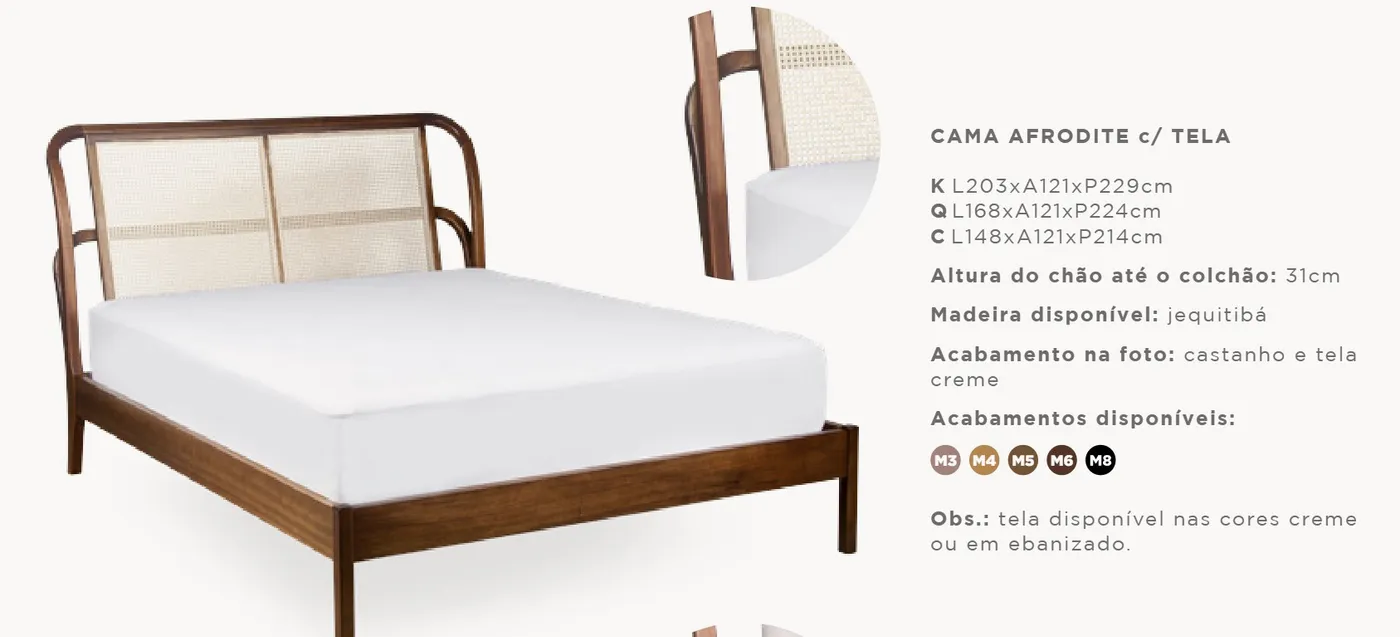 CAMA AFRODITE c/ TELA
K L203xA121xP229cm
Q L168xA121xP224cm
C L148xA121xP214cm
Altura do chão até o colchão: 31cm
Madeira disponível: jequitibá
Acabamento na foto: castanho e tela
creme
Acabamentos disponíveis:
M3 M4 M5 M6 M8
Obs.: tela disponível nas cores creme
ou em ebanizado.